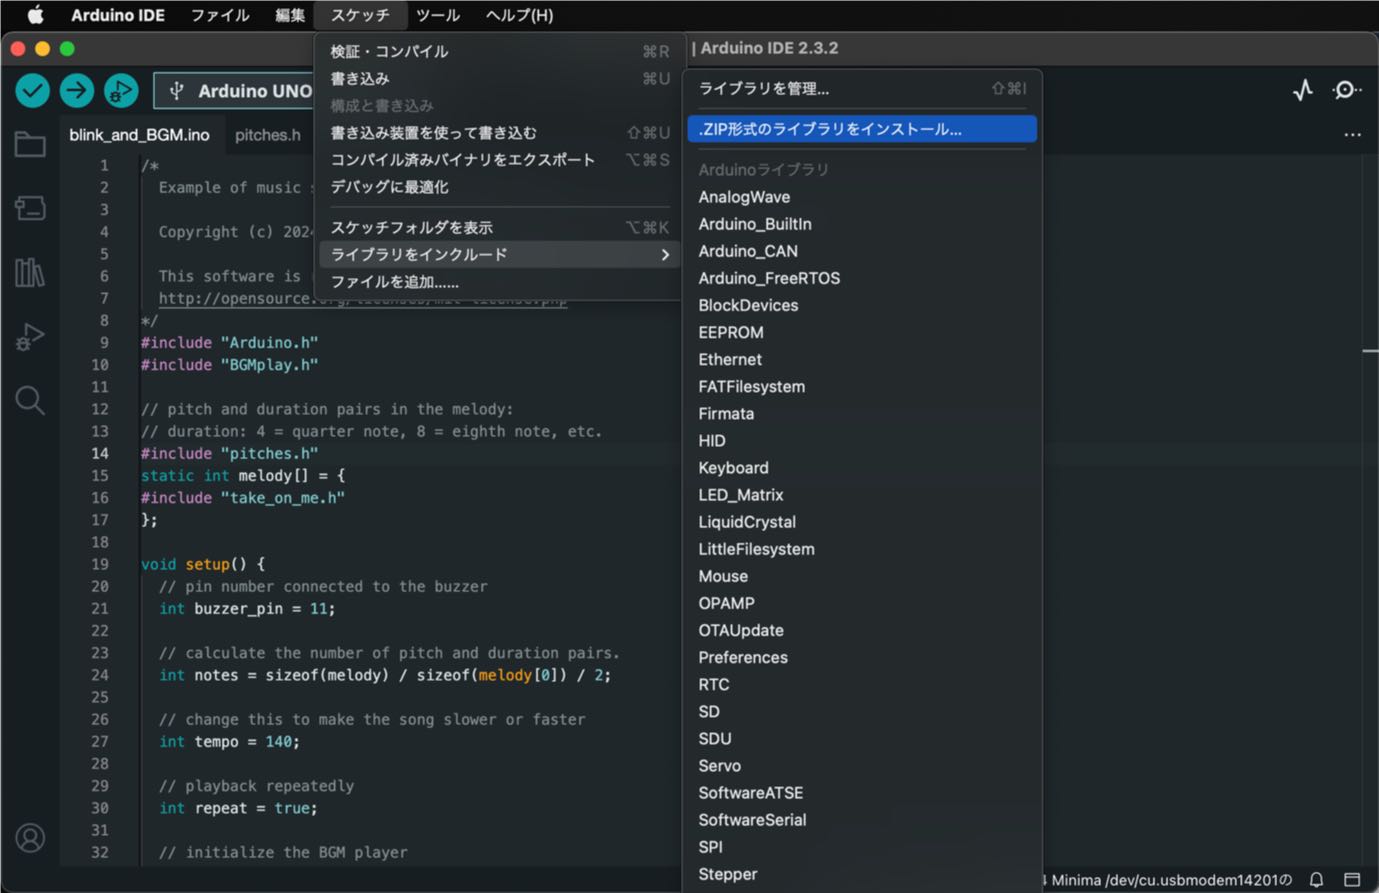 Arduino IDE ファイル 編集 スケッチ ツール ヘルプ(H)
| Arduino IDE 2.3.2
Arduino UNO
blink_and_BGM.ino pitches.h
検証・コンパイル ⌘R
書き込み ⌘U
構成と書き込み
書き込み装置を使って書き込む ⇧⌘U
コンパイル済みバイナリをエクスポート ⌥⌘S
デバッグに最適化
スケッチフォルダを表示 ⌥⌘K
ライブラリをインクルード
ファイルを追加......
ライブラリを管理... ⇧⌘I
.ZIP形式のライブラリをインストール...
Arduinoライブラリ
AnalogWave
Arduino_BuiltIn
Arduino_CAN
Arduino_FreeRTOS
BlockDevices
EEPROM
Ethernet
FATFilesystem
Firmata
HID
Keyboard
LED_Matrix
LiquidCrystal
LittleFilesystem
Mouse
OPAMP
OTAUpdate
Preferences
RTC
SD
SDU
Servo
SoftwareATSE
SoftwareSerial
SPI
Stepper
1 /*
2 Example of music
3
4 Copyright (c) 2024
5
6 This software is
7 http://opensource.org/licenses/mit-license.php
8 */
9 #include "Arduino.h"
10 #include "BGMplay.h"
11
12 // pitch and duration pairs in the melody:
13 // duration: 4 = quarter note, 8 = eighth note, etc.
14 #include "pitches.h"
15 static int melody[] = {
16 #include "take_on_me.h"
17 };
18
19 void setup() {
20 // pin number connected to the buzzer
21 int buzzer_pin = 11;
22
23 // calculate the number of pitch and duration pairs.
24 int notes = sizeof(melody) / sizeof(melody[0]) / 2;
25
26 // change this to make the song slower or faster
27 int tempo = 140;
28
29 // playback repeatedly
30 int repeat = true;
31
32 // initialize the BGM player
Minima /dev/cu.usbmodem14201の